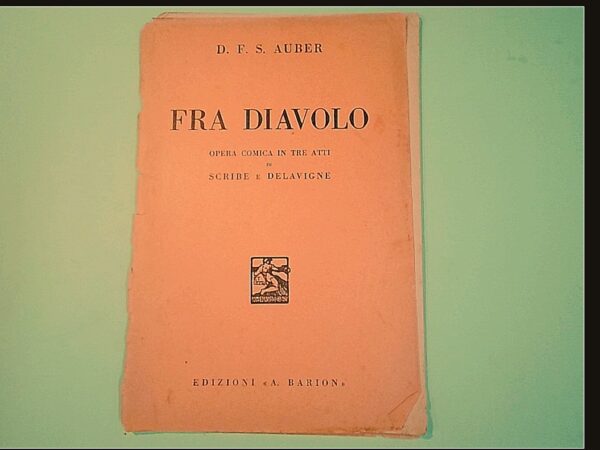 D. F. S. AUBER
FRA DIAVOLO
OPERA COMICA IN TRE ATTI
DI
SCRIBE E DELAVIGNE
EDIZIONI «A. BARION»